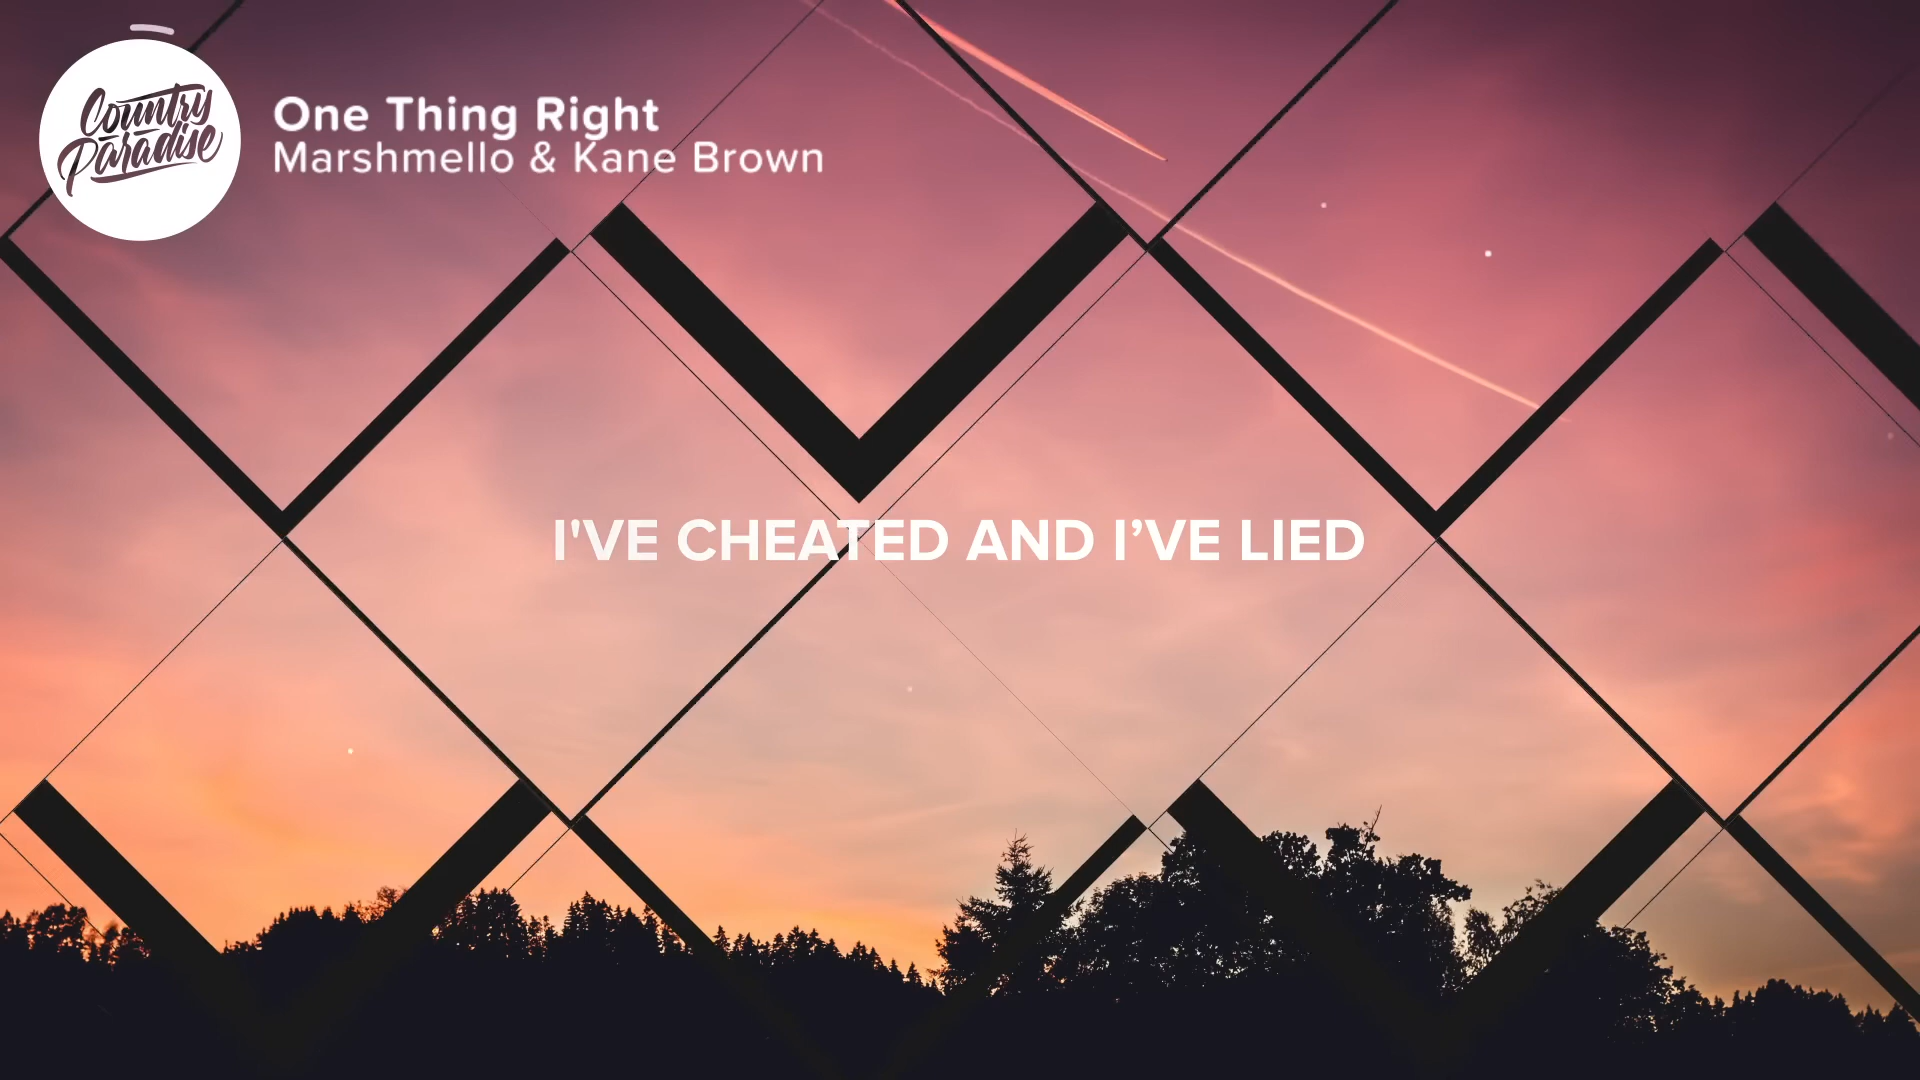 Country
Paradise
One Thing Right
Marshmello & Kane Brown
I'VE CHEATED AND I’VE LIED